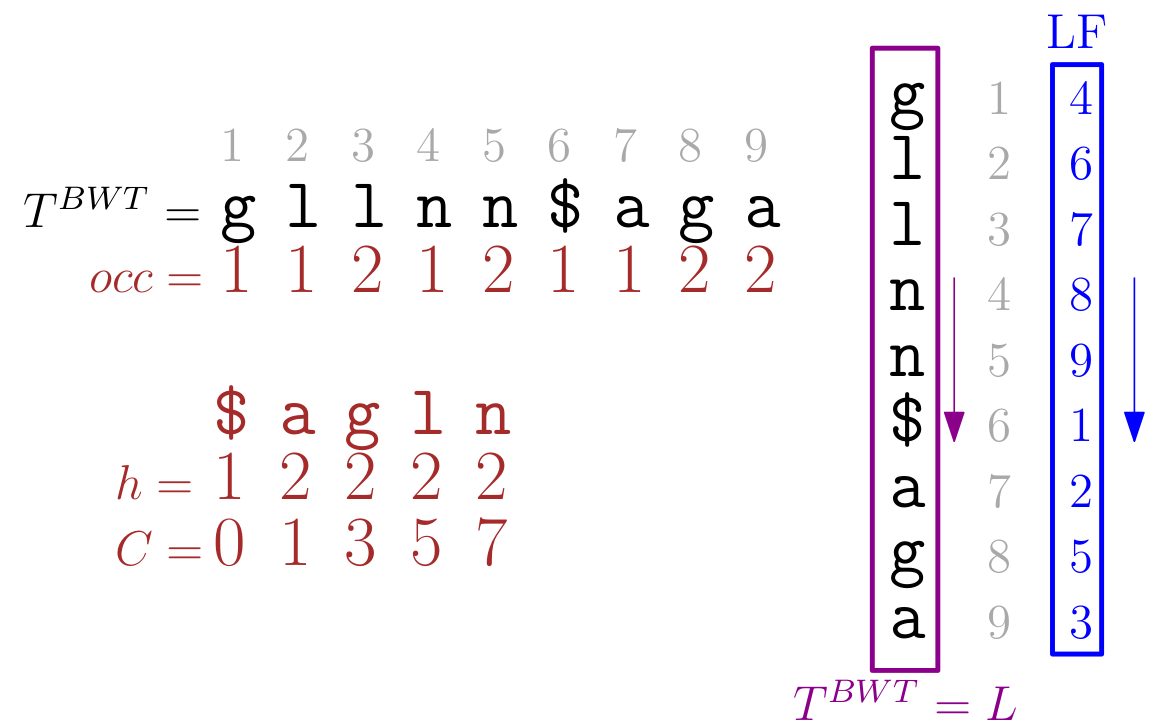 1 2 3 4 5 6 7 8 9
T^BWT = g l l n n $ a g a
occ = 1 1 2 1 2 1 1 2 2
$ a g l n
h = 1 2 2 2 2
C = 0 1 3 5 7
LF
g 1 4
l 2 6
l 3 7
n 4 8
n 5 9
$ 6 1
a 7 2
g 8 5
a 9 3
T^BWT = L